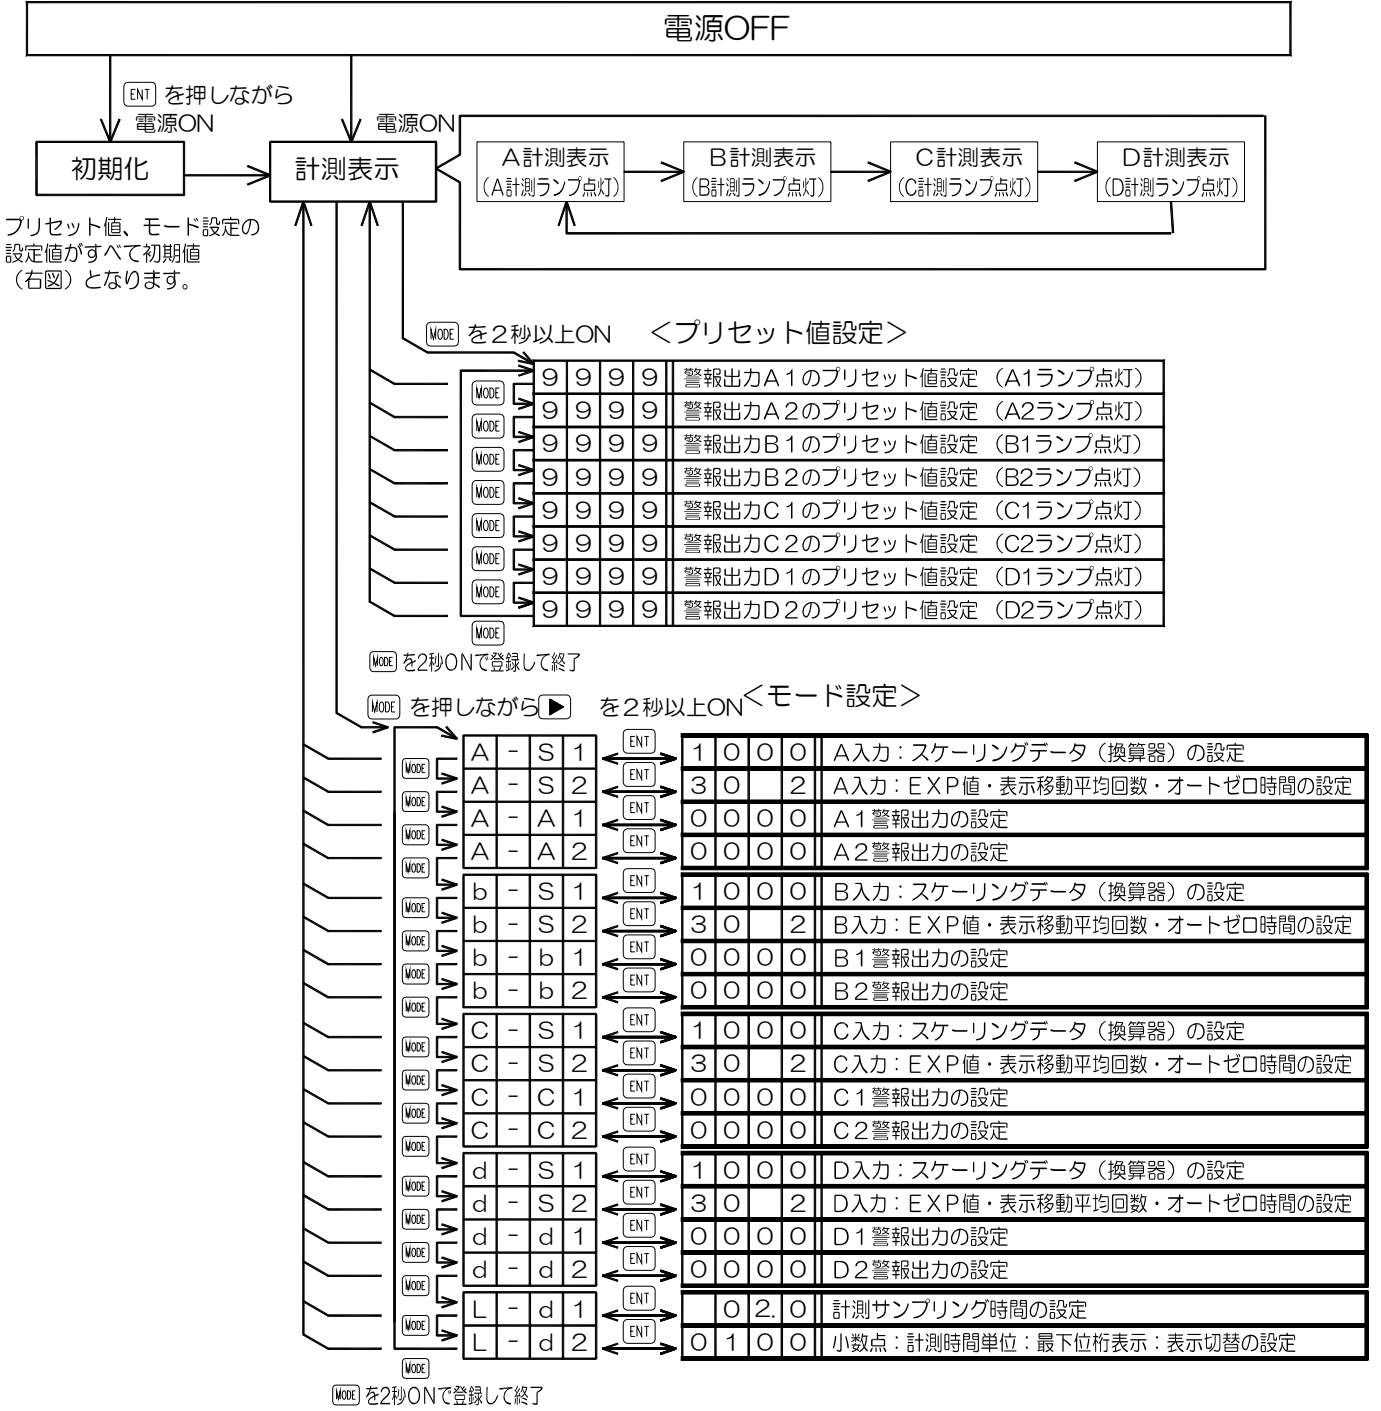 電源OFF
ENT を押しながら
電源ON
電源ON
初期化
計測表示
A計測表示
(A計測ランプ点灯)
B計測表示
(B計測ランプ点灯)
C計測表示
(C計測ランプ点灯)
D計測表示
(D計測ランプ点灯)
プリセット値、モード設定の
設定値がすべて初期値
（右図）となります。
MODE を２秒以上ON ＜プリセット値設定＞
9 9 9 9 警報出力Ａ１のプリセット値設定 （A1ランプ点灯）
MODE
9 9 9 9 警報出力Ａ２のプリセット値設定 （A2ランプ点灯）
MODE
9 9 9 9 警報出力Ｂ１のプリセット値設定 （B1ランプ点灯）
MODE
9 9 9 9 警報出力Ｂ２のプリセット値設定 （B2ランプ点灯）
MODE
9 9 9 9 警報出力Ｃ１のプリセット値設定 （C1ランプ点灯）
MODE
9 9 9 9 警報出力Ｃ２のプリセット値設定 （C2ランプ点灯）
MODE
9 9 9 9 警報出力Ｄ１のプリセット値設定 （D1ランプ点灯）
MODE
9 9 9 9 警報出力Ｄ２のプリセット値設定 （D2ランプ点灯）
MODE
MODE を2秒ＯＮで登録して終了
MODE を押しながら▶ を２秒以上ON＜モード設定＞
A - S 1 ENT 1 0 0 0 Ａ入力：スケーリングデータ（換算器）の設定
MODE
A - S 2 ENT 3 0 2 Ａ入力：ＥＸＰ値・表示移動平均回数・オートゼロ時間の設定
MODE
A - A 1 ENT 0 0 0 0 Ａ１警報出力の設定
MODE
A - A 2 ENT 0 0 0 0 Ａ２警報出力の設定
MODE
b - S 1 ENT 1 0 0 0 Ｂ入力：スケーリングデータ（換算器）の設定
MODE
b - S 2 ENT 3 0 2 Ｂ入力：ＥＸＰ値・表示移動平均回数・オートゼロ時間の設定
MODE
b - b 1 ENT 0 0 0 0 Ｂ１警報出力の設定
MODE
b - b 2 ENT 0 0 0 0 Ｂ２警報出力の設定
MODE
C - S 1 ENT 1 0 0 0 Ｃ入力：スケーリングデータ（換算器）の設定
MODE
C - S 2 ENT 3 0 2 Ｃ入力：ＥＸＰ値・表示移動平均回数・オートゼロ時間の設定
MODE
C - C 1 ENT 0 0 0 0 Ｃ１警報出力の設定
MODE
C - C 2 ENT 0 0 0 0 Ｃ２警報出力の設定
MODE
d - S 1 ENT 1 0 0 0 Ｄ入力：スケーリングデータ（換算器）の設定
MODE
d - S 2 ENT 3 0 2 Ｄ入力：ＥＸＰ値・表示移動平均回数・オートゼロ時間の設定
MODE
d - d 1 ENT 0 0 0 0 Ｄ１警報出力の設定
MODE
d - d 2 ENT 0 0 0 0 Ｄ２警報出力の設定
MODE
L - d 1 ENT 0 2. 0 計測サンプリング時間の設定
MODE
L - d 2 ENT 0 1 0 0 小数点：計測時間単位：最下位桁表示：表示切替の設定
MODE
MODE を2秒ＯＮで登録して終了